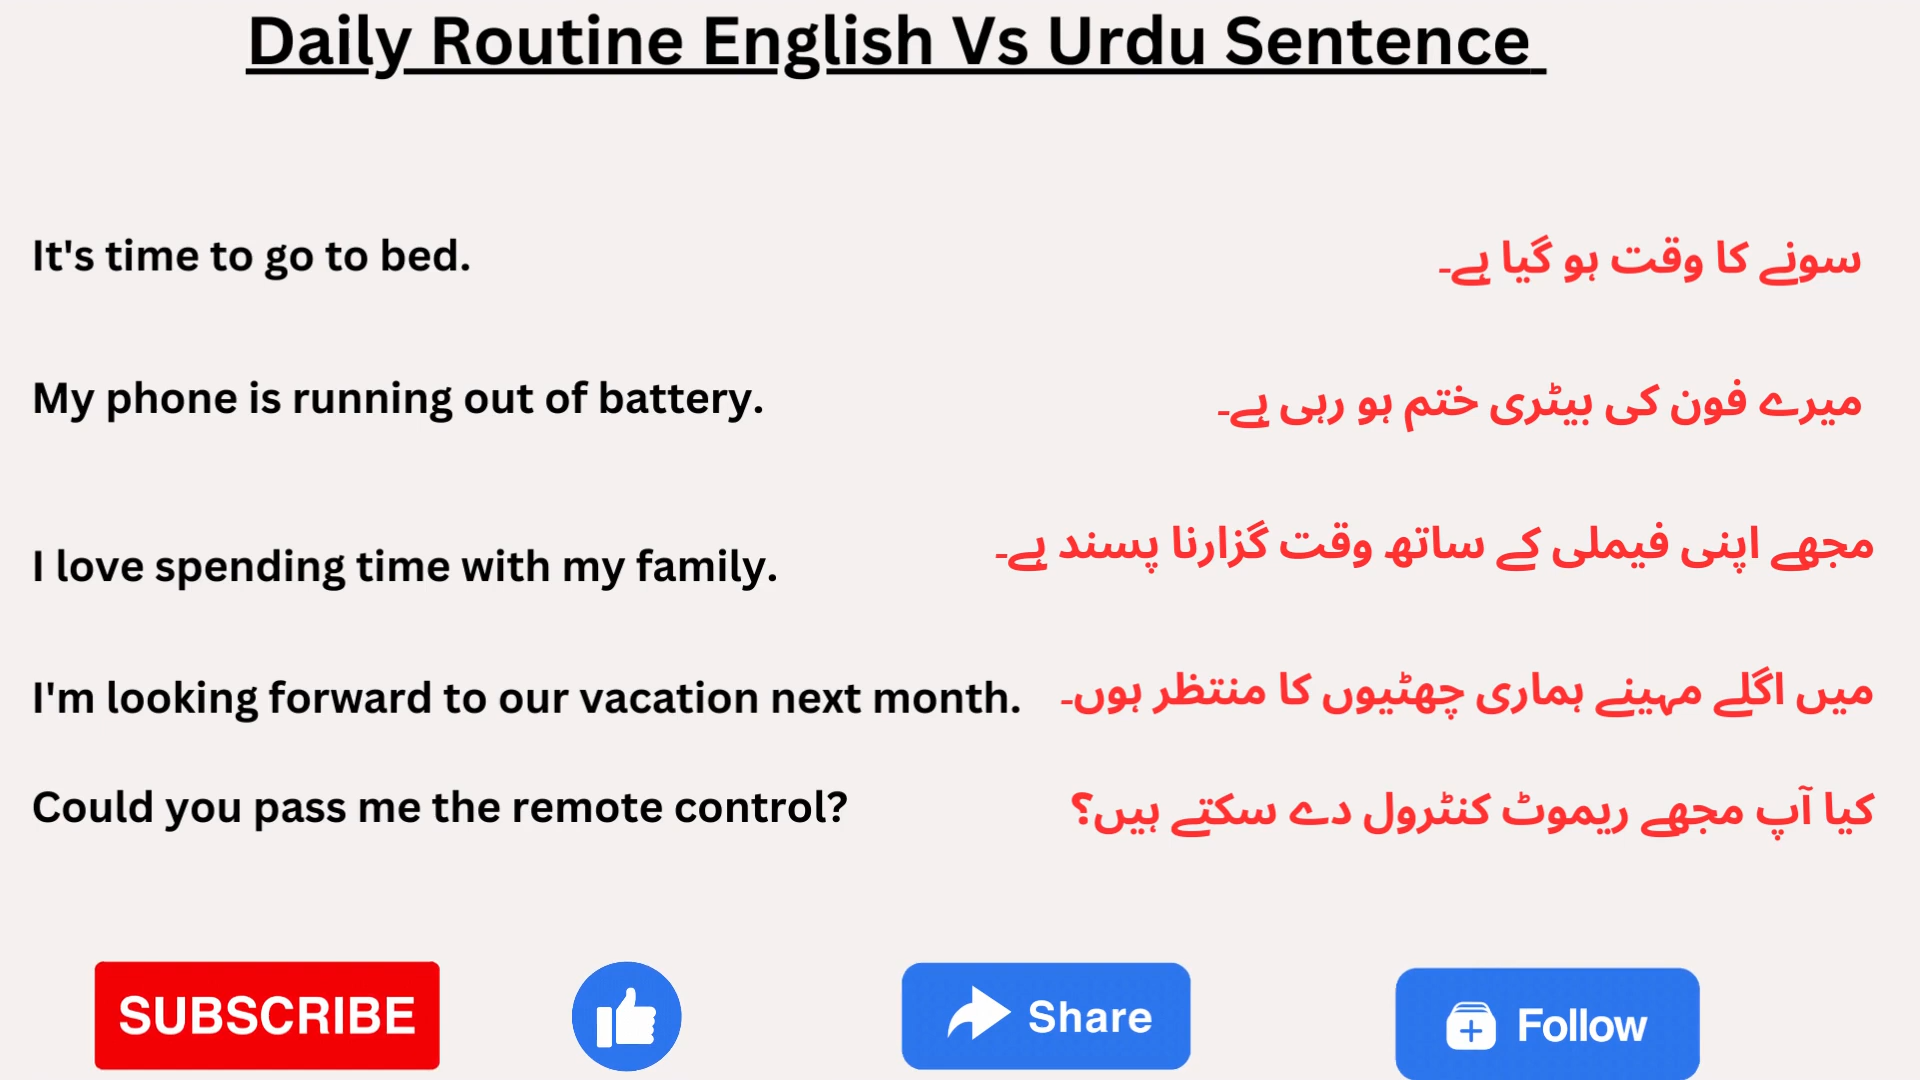 Daily Routine English Vs Urdu Sentence
It's time to go to bed.
سونے کا وقت ہو گیا ہے۔
My phone is running out of battery.
میرے فون کی بیٹری ختم ہو رہی ہے۔
I love spending time with my family.
مجھے اپنی فیملی کے ساتھ وقت گزارنا پسند ہے۔
I'm looking forward to our vacation next month.
میں اگلے مہینے ہماری چھٹیوں کا منتظر ہوں۔
Could you pass me the remote control?
کیا آپ مجھے ریموٹ کنٹرول دے سکتے ہیں؟
SUBSCRIBE
Share
Follow